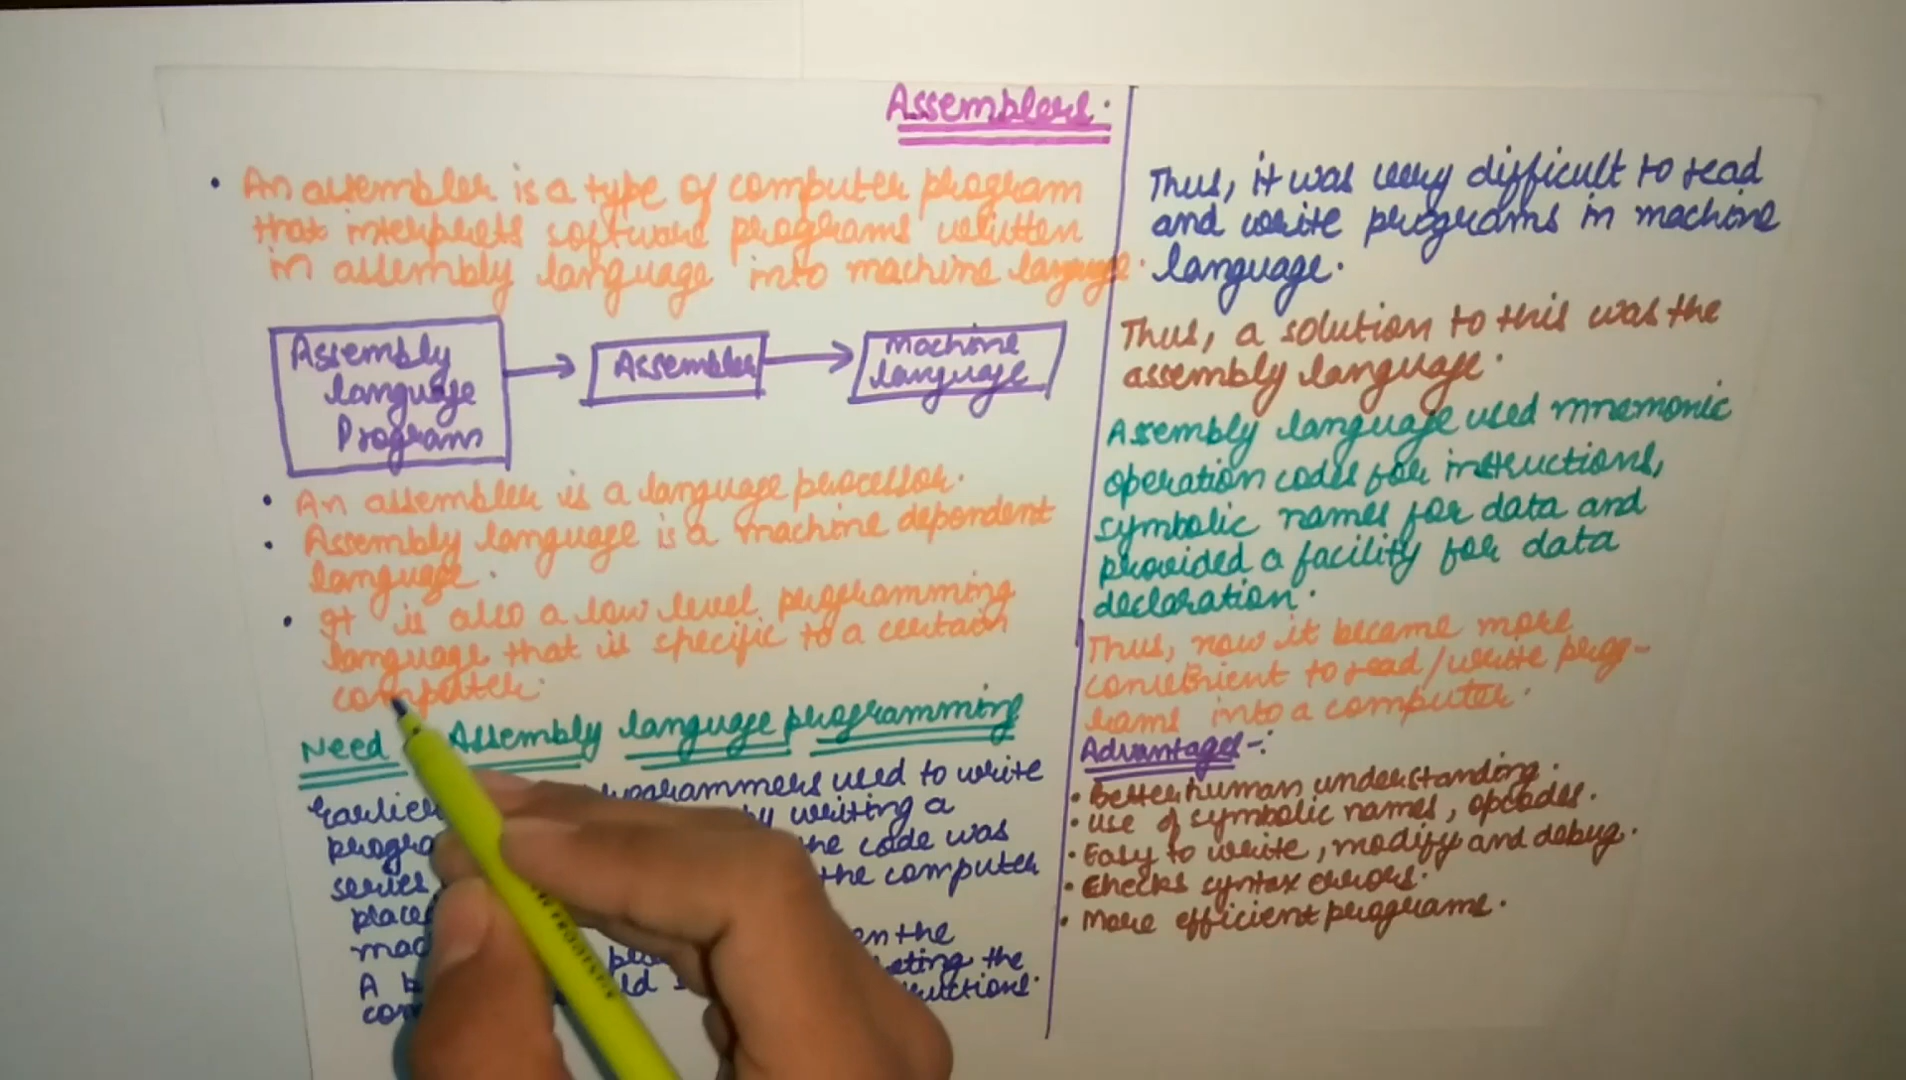 Assemblers.
• An assembler is a type of computer program
that interprets software programs written
in assembly language into machine language.
Assembly
language
Program
Assembler
Machine
language
• An assembler is a language processor.
• Assembly language is a machine dependent
language.
• It is also a low level programming
language that is specific to a certain
computer.
Need Assembly language programming
Earlier programmers used to write
by writing a
series the code was
the computer
A
the
Thus, it was very difficult to read
and write programs in machine
language.
Thus, a solution to this was the
assembly language.
Assembly language used mnemonic
operation codes for instructions,
symbolic names for data and
provided a facility for data
declaration.
Thus, now it became more
convenient to read/write prog-
rams into a computer.
Advantages-:
• Better human understanding.
• use of symbolic names, opcodes.
• Easy to write, modify and debug.
• Checks syntax errors.
• More efficient programs.